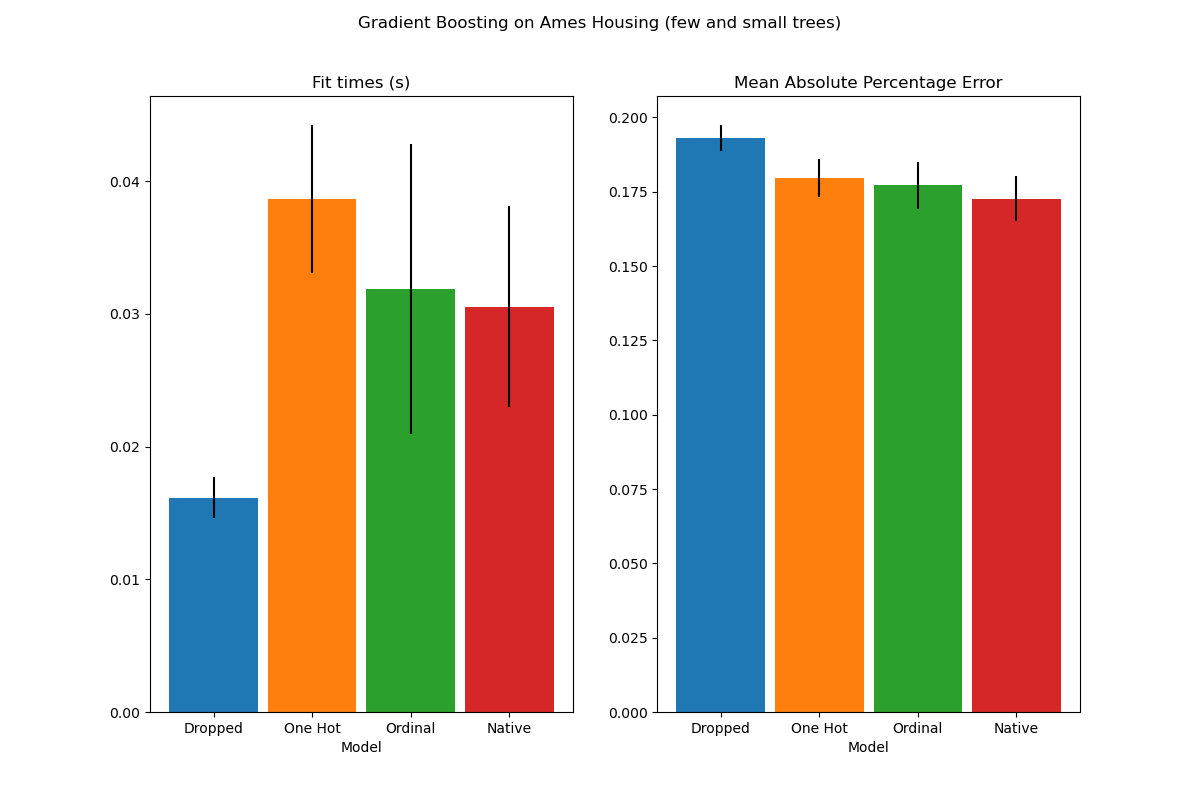 Gradient Boosting on Ames Housing (few and small trees)
Fit times (s)
0.04
0.03
0.02
0.01
0.00
Dropped
One Hot
Ordinal
Native
Model
Mean Absolute Percentage Error
0.200
0.175
0.150
0.125
0.100
0.075
0.050
0.025
0.000
Dropped
One Hot
Ordinal
Native
Model